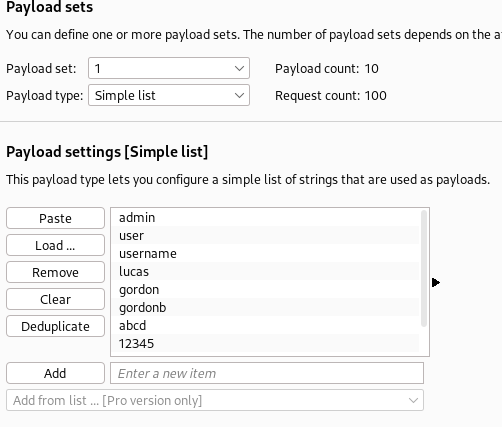 Payload sets
You can define one or more payload sets. The number of payload sets depends on the
Payload set: 1 Payload count: 10
Payload type: Simple list Request count: 100
Payload settings [Simple list]
This payload type lets you configure a simple list of strings that are used as payloads.
Paste
Load ...
Remove
Clear
Deduplicate
admin
user
username
lucas
gordon
gordonb
abcd
12345
Add Enter a new item
Add from list ... [Pro version only]